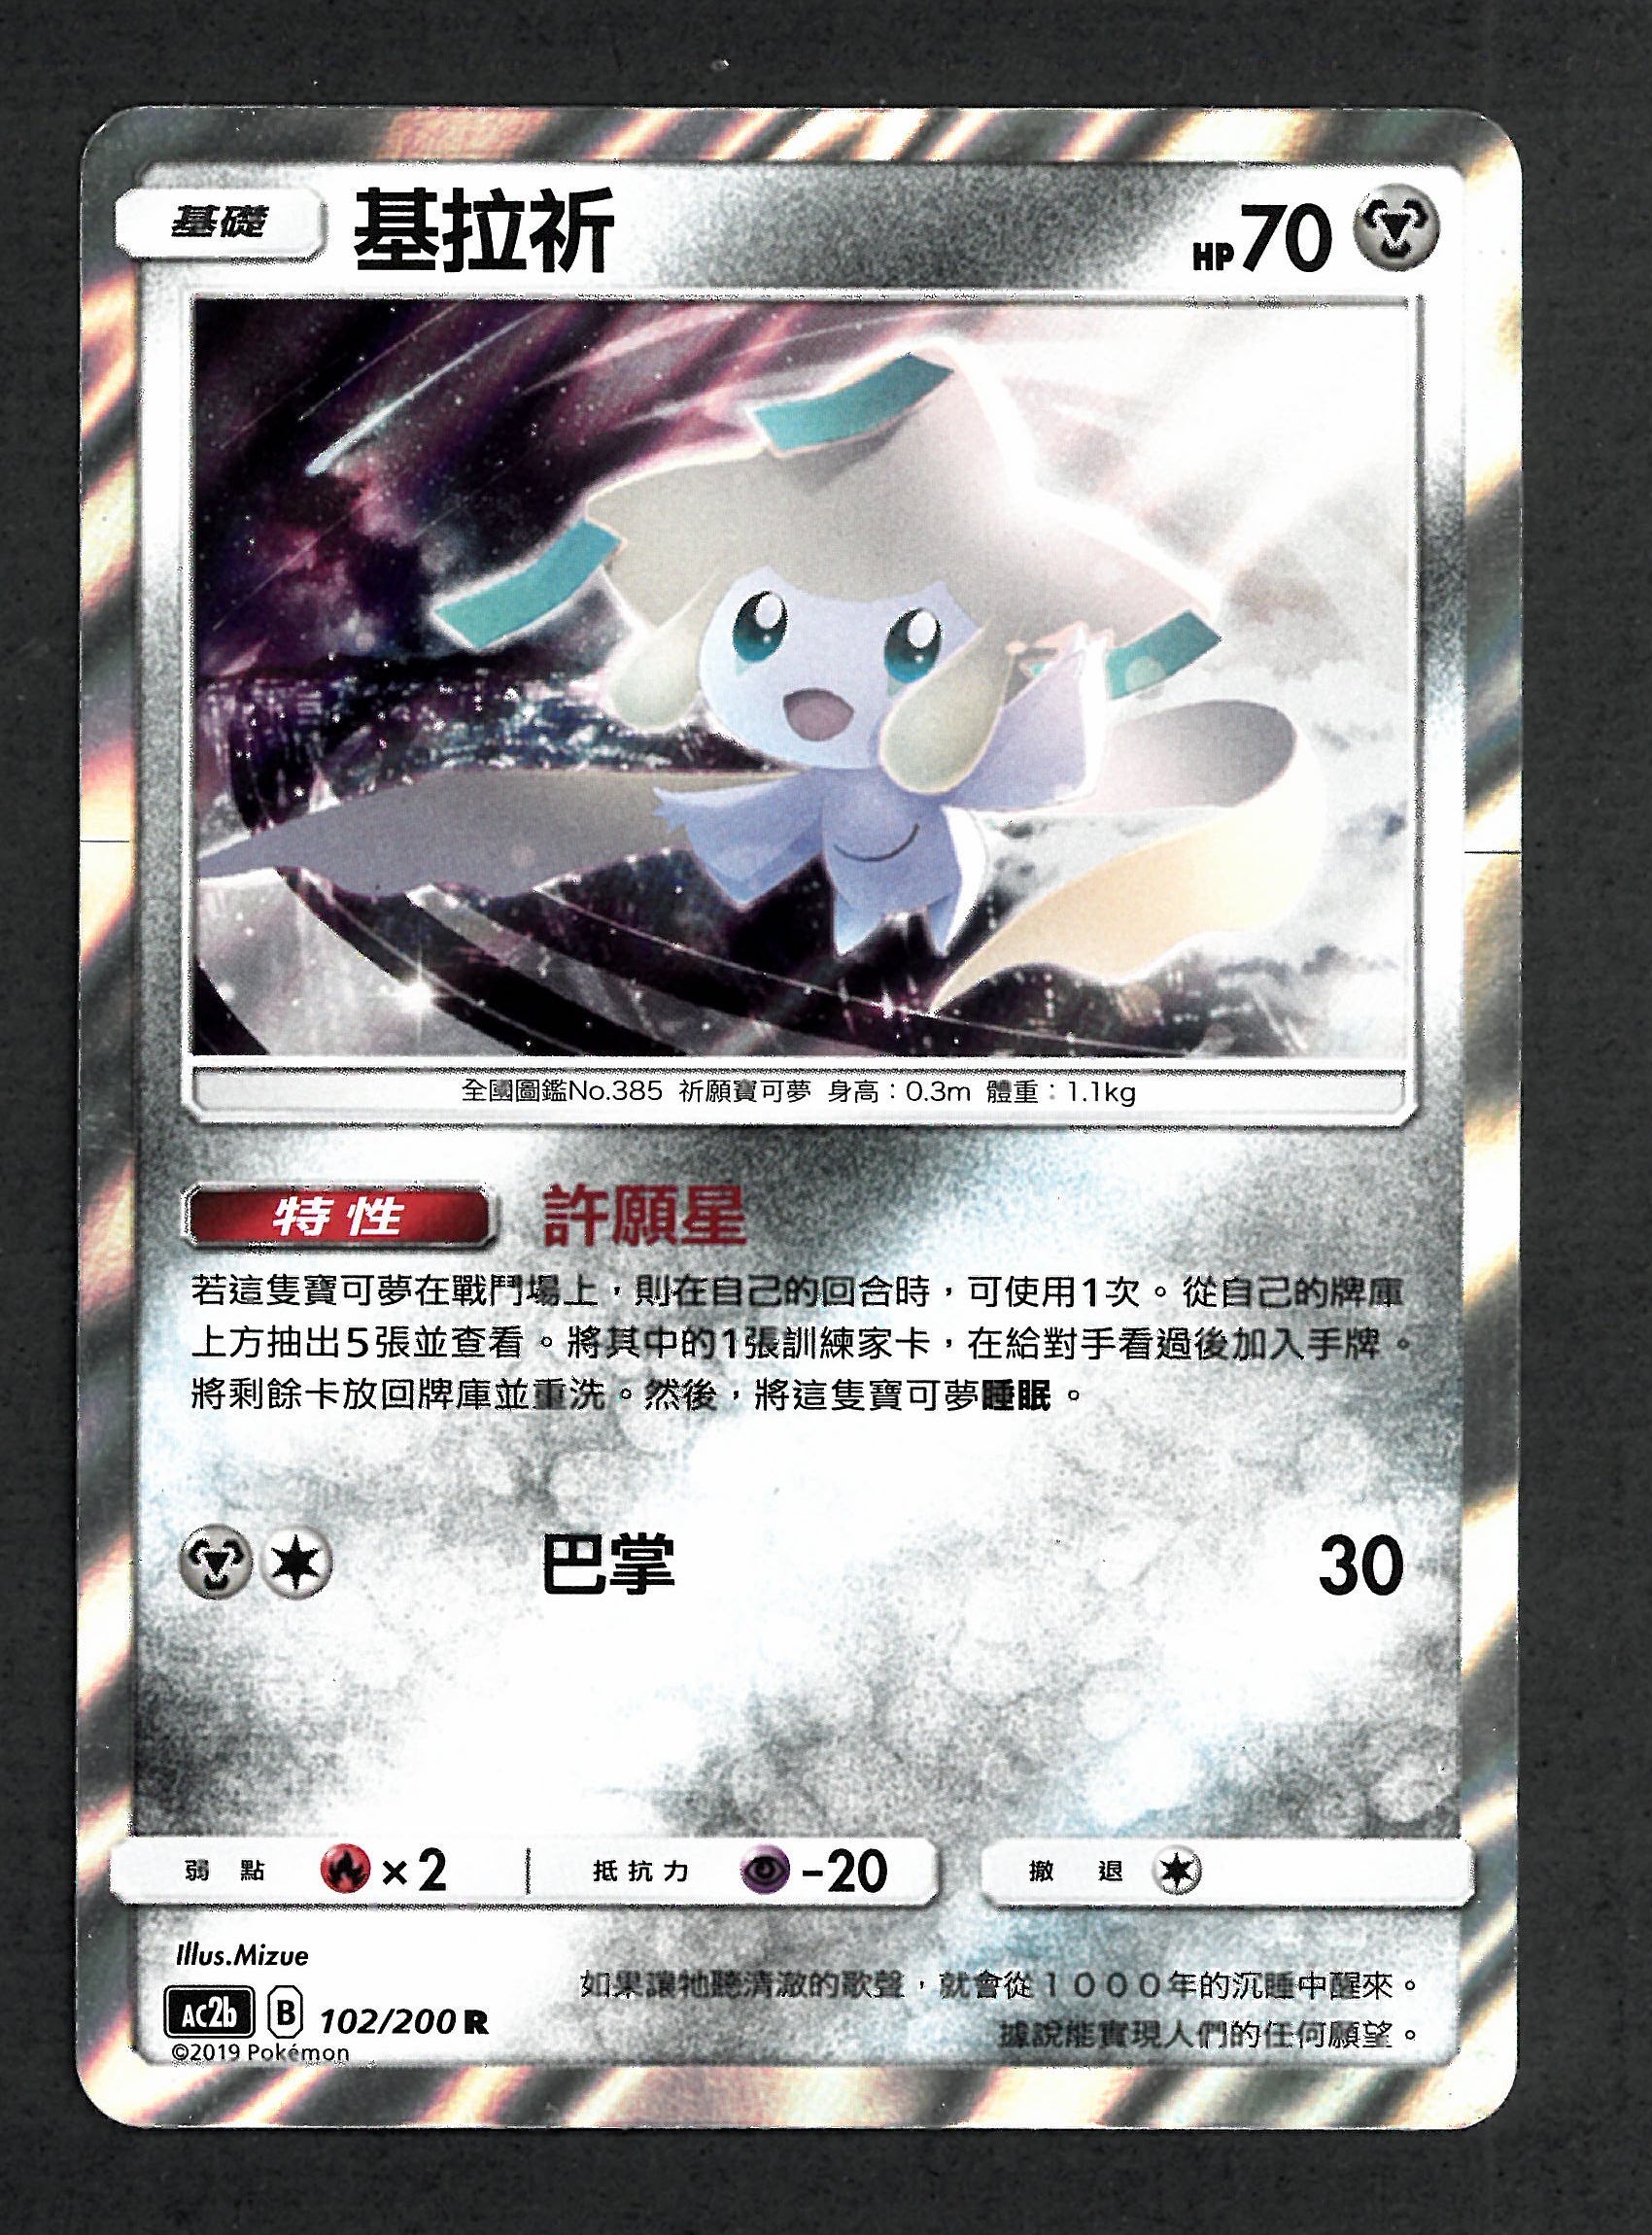 基礎 基拉祈 HP70
全國圖鑑No.385 祈願寶可夢 身高：0.3m 體重：1.1kg
特性 許願星
若這隻寶可夢在戰鬥場上，則在自己的回合時，可使用1次。從自己的牌庫
上方抽出5張並查看。將其中的1張訓練家卡，在給對手看過後加入手牌。
將剩餘卡放回牌庫並重洗。然後，將這隻寶可夢睡眠。
巴掌 30
弱點 ×2 抵抗力 -20 撤退
Illus.Mizue
如果讓牠聽清澈的歌聲，就會從１０００年的沉睡中醒來。
據說能實現人們的任何願望。
AC2b B 102/200 R
©2019 Pokémon